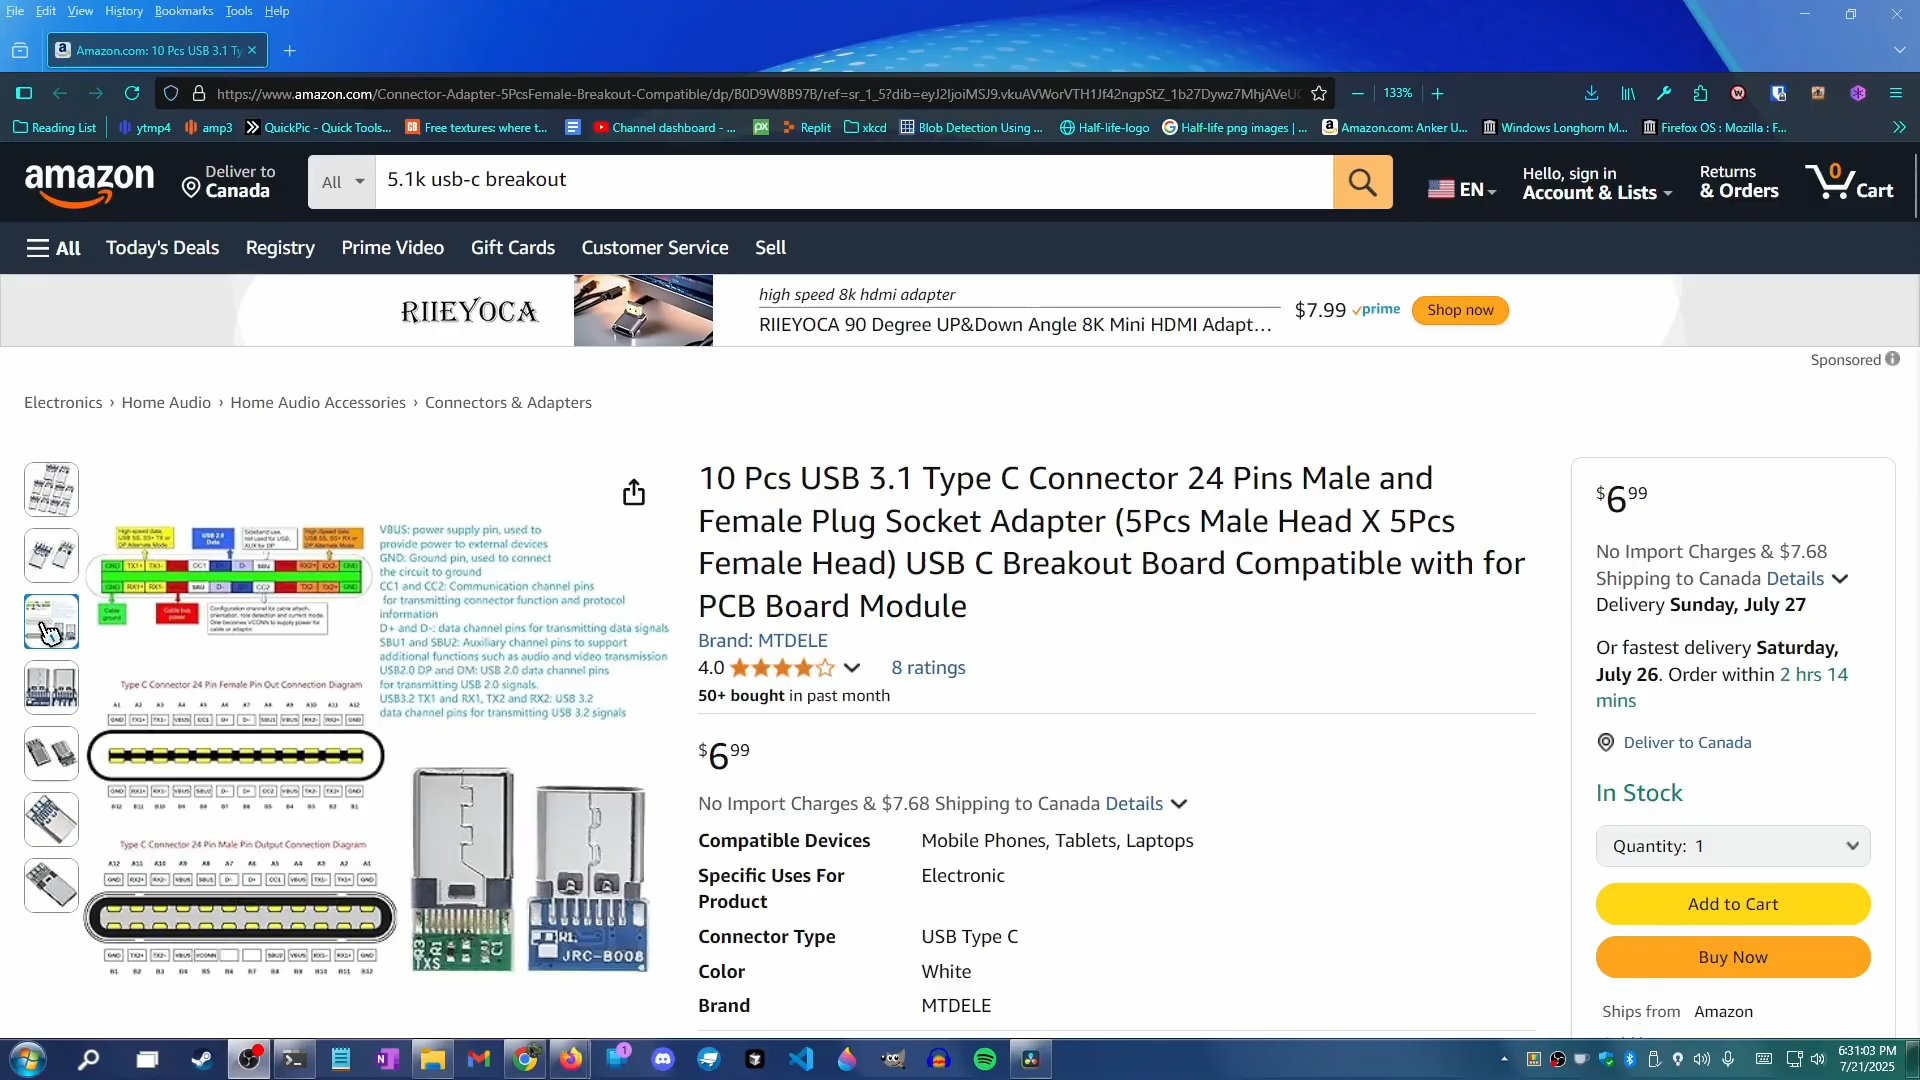 File Edit View History Bookmarks Tools Help
Amazon.com: 10 Pcs USB 3.1 Ty
https://www.amazon.com/Connector-Adapter-5PcsFemale-Breakout-Compatible/dp/B0D9W8B97B/ref=sr_1_5?dib=
133%
Reading List ytmp4 amp3 QuickPic - Quick Tools... Free textures: where t... Channel dashboard - ... Replit xkcd Blob Detection Using ... Half-life-logo Half-life png images | ... Amazon.com: Anker U... Windows Longhorn M... Firefox OS : Mozilla : F...
amazon
Deliver to
Canada
All
5.1k usb-c breakout
EN
Hello, sign in
Account & Lists
Returns
& Orders
0
Cart
All Today's Deals Registry Prime Video Gift Cards Customer Service Sell
RIIEYOCA
high speed 8k hdmi adapter
RIIEYOCA 90 Degree UP&Down Angle 8K Mini HDMI Adapt...
$7.99 prime
Shop now
Sponsored
Electronics › Home Audio › Home Audio Accessories › Connectors & Adapters
VBUS: power supply pin, used to
provide power to external devices
GND: Ground pin, used to connect
the circuit to ground
CC1 and CC2: Communication channel pins
for transmitting connector function and protocol
information
D+ and D-: data channel pins for transmitting data signals
SBU1 and SBU2: Auxiliary channel pins to support
additional functions such as audio and video transmission
USB2.0 DP and DM: USB 2.0 data channel pins
for transmitting USB 2.0 signals.
USB3.2 TX1 and RX1, TX2 and RX2: USB 3.2
data channel pins for transmitting USB 3.2 signals
Type C Connector 24 Pin Female Pin Out Connection Diagram
Type C Connector 24 Pin Male Pin Output Connection Diagram
R3
R1
C1
TXS
R1
JRC-B008
10 Pcs USB 3.1 Type C Connector 24 Pins Male and
Female Plug Socket Adapter (5Pcs Male Head X 5Pcs
Female Head) USB C Breakout Board Compatible with for
PCB Board Module
Brand: MTDELE
4.0 8 ratings
50+ bought in past month
$6 99
No Import Charges & $7.68 Shipping to Canada Details
Compatible Devices Mobile Phones, Tablets, Laptops
Specific Uses For Electronic
Product
Connector Type USB Type C
Color White
Brand MTDELE
$6 99
No Import Charges & $7.68
Shipping to Canada Details
Delivery Sunday, July 27
Or fastest delivery Saturday,
July 26. Order within 2 hrs 14
mins
Deliver to Canada
In Stock
Quantity: 1
Add to Cart
Buy Now
Ships from Amazon
1
6:31:03 PM
7/21/2025